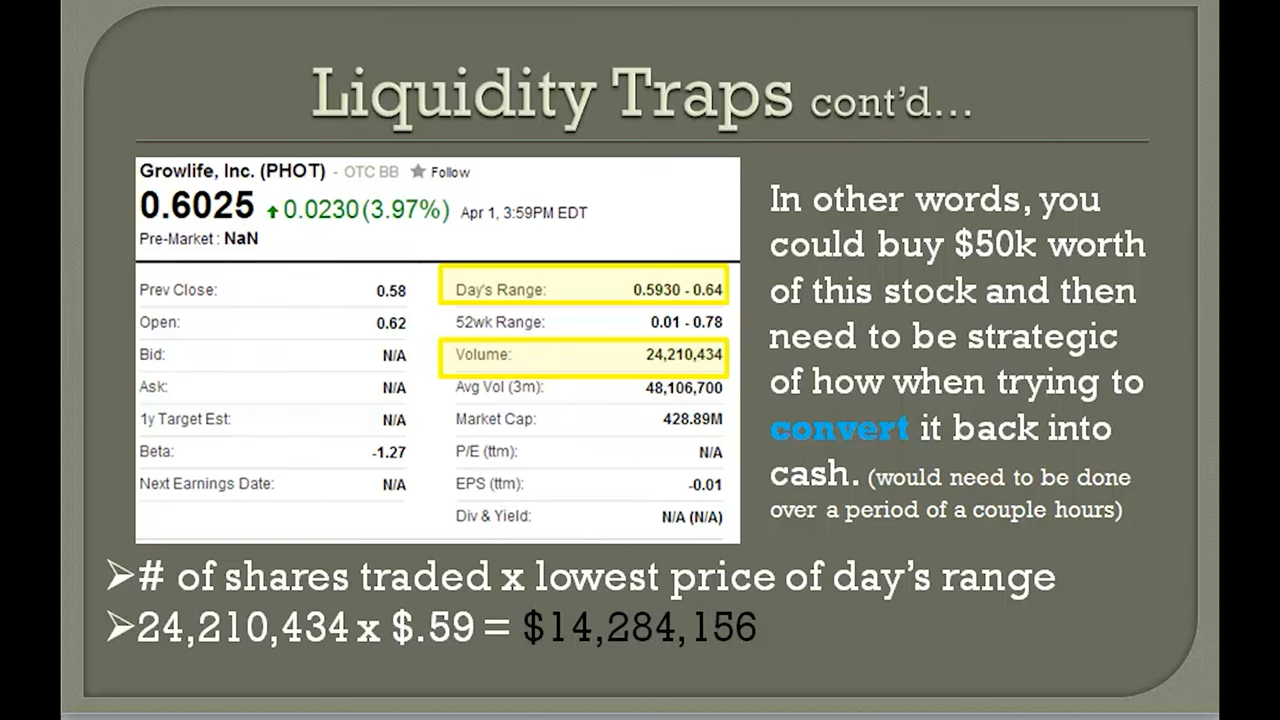 Liquidity Traps cont'd...
Growlife, Inc. (PHOT) - OTC BB ★ Follow
0.6025 ↑0.0230(3.97%) Apr 1, 3:59PM EDT
Pre-Market : NaN
Prev Close: 0.58
Open: 0.62
Bid: N/A
Ask: N/A
1y Target Est: N/A
Beta: -1.27
Next Earnings Date: N/A
Day's Range: 0.5930 - 0.64
52wk Range: 0.01 - 0.78
Volume: 24,210,434
Avg Vol (3m): 48,106,700
Market Cap: 428.89M
P/E (ttm): N/A
EPS (ttm): -0.01
Div & Yield: N/A (N/A)
In other words, you
could buy $50k worth
of this stock and then
need to be strategic
of how when trying to
convert it back into
cash. (would need to be done
over a period of a couple hours)
➢# of shares traded x lowest price of day's range
➢24,210,434 x $.59 = $14,284,156